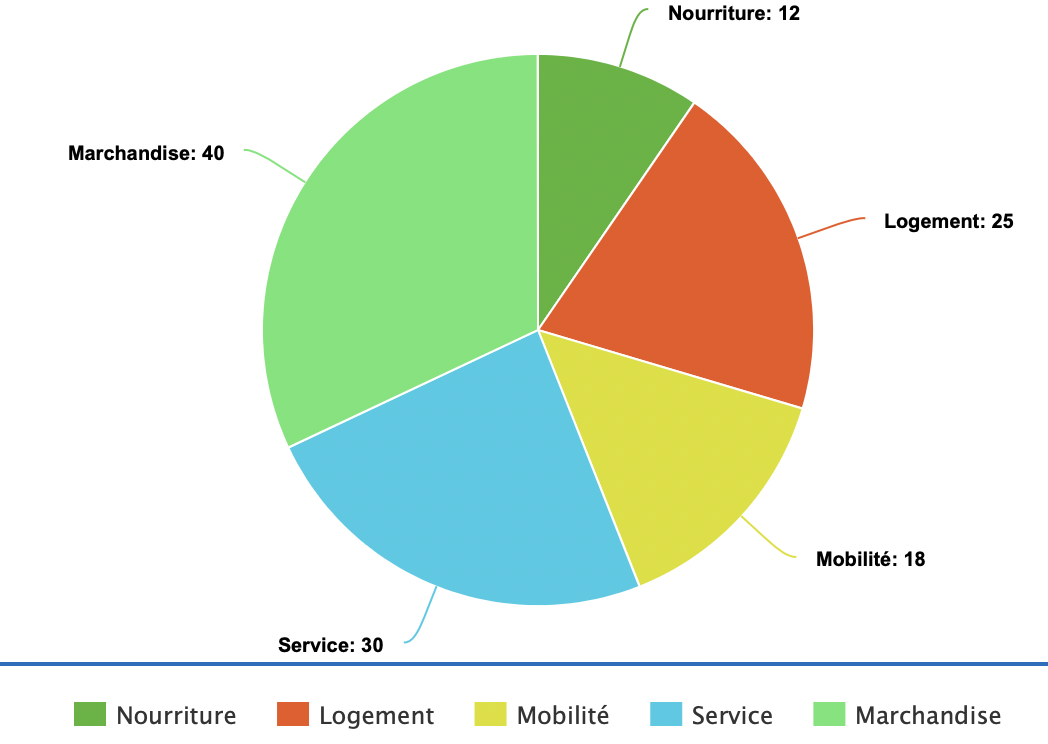 Nourriture: 12
Marchandise: 40
Logement: 25
Mobilité: 18
Service: 30
Nourriture Logement Mobilité Service Marchandise